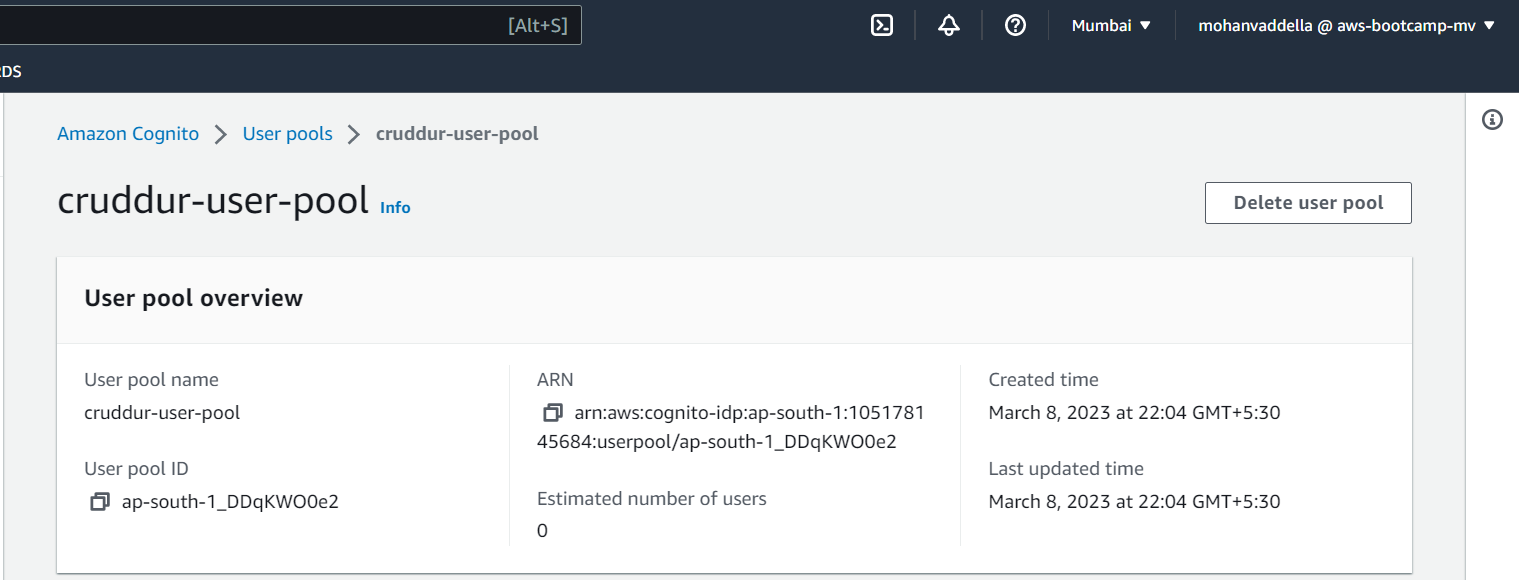 [Alt+S]
Mumbai
mohanvaddella @ aws-bootcamp-mv
DS
Amazon Cognito
User pools
cruddur-user-pool
cruddur-user-pool
Info
Delete user pool
User pool overview
User pool name
cruddur-user-pool
User pool ID
ap-south-1_DDqKWO0e2
ARN
arn:aws:cognito-idp:ap-south-1:1051781
45684:userpool/ap-south-1_DDqKWO0e2
Estimated number of users
0
Created time
March 8, 2023 at 22:04 GMT+5:30
Last updated time
March 8, 2023 at 22:04 GMT+5:30